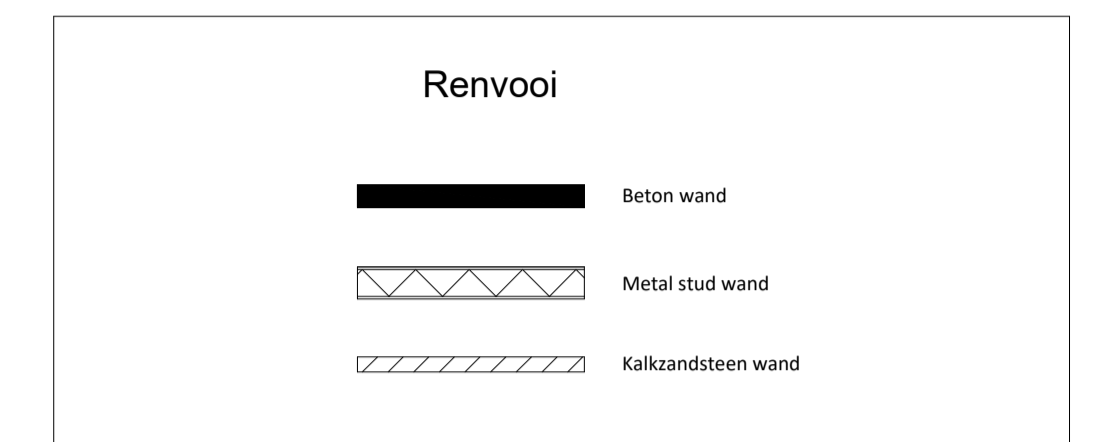 Renvooi
Beton wand
Metal stud wand
Kalkzandsteen wand